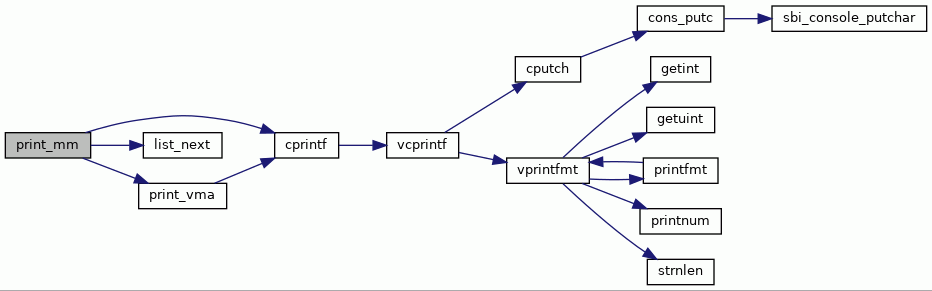 print_mm
list_next
print_vma
cprintf
vcprintf
cputch
vprintfmt
cons_putc
getint
getuint
printfmt
printnum
strnlen
sbi_console_putchar